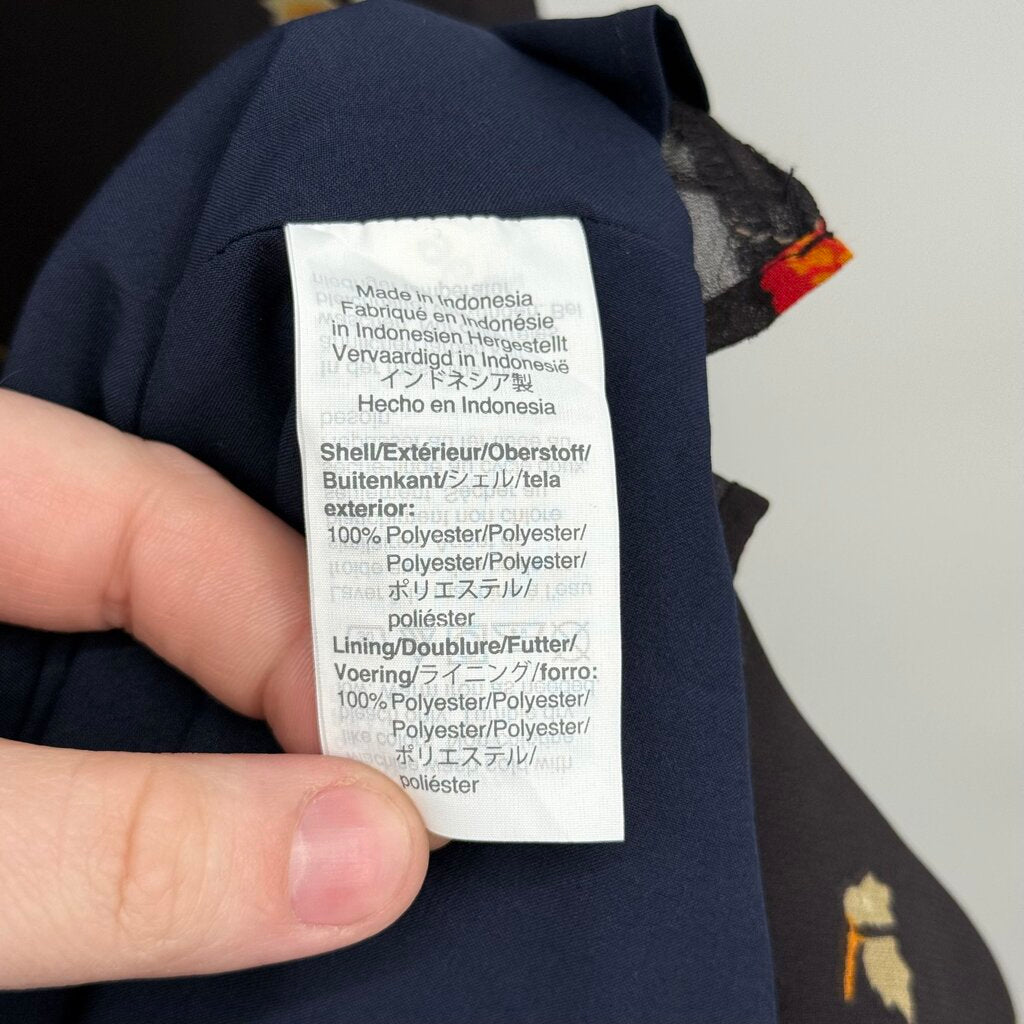 Made in Indonesia
Fabriqué en Indonésie
in Indonesien Hergestellt
Vervaardigd in Indonesië
インドネシア製
Hecho en Indonesia
Shell/Extérieur/Oberstoff/
Buitenkant/シェル/tela
exterior:
100% Polyester/Polyester/
Polyester/Polyester/
ポリエステル/
poliéster
Lining/Doublure/Futter/
Voering/ライニング/forro:
100% Polyester/Polyester/
Polyester/Polyester/
ポリエステル/
poliéster